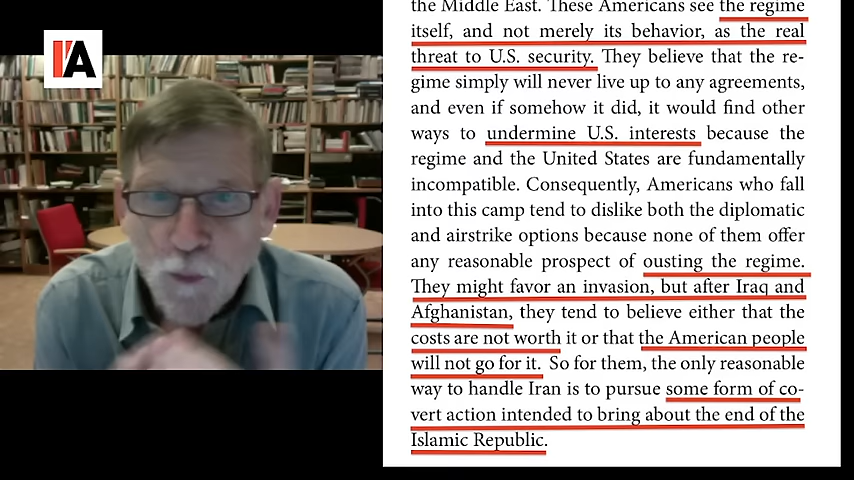 IA
the Middle East. These Americans see the regime
itself, and not merely its behavior, as the real
threat to U.S. security. They believe that the re-
gime simply will never live up to any agreements,
and even if somehow it did, it would find other
ways to undermine U.S. interests because the
regime and the United States are fundamentally
incompatible. Consequently, Americans who fall
into this camp tend to dislike both the diplomatic
and airstrike options because none of them offer
any reasonable prospect of ousting the regime.
They might favor an invasion, but after Iraq and
Afghanistan, they tend to believe either that the
costs are not worth it or that the American people
will not go for it. So for them, the only reasonable
way to handle Iran is to pursue some form of co-
vert action intended to bring about the end of the
Islamic Republic.